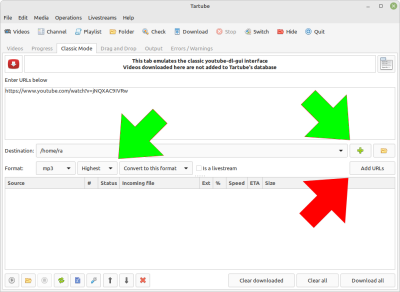 Tartube
File Edit Media Operations Livestreams Help
Videos Channel Playlist Folder Check Download Stop Switch Hide Quit
Videos Progress Classic Mode Drag and Drop Output Errors / Warnings
This tab emulates the classic youtube-dl-gui interface
Videos downloaded here are not added to Tartube's database
Enter URLs below
https://www.youtube.com/watch?v=jNQXAC9IVRw
Destination: /home/ra
Format: mp3 Highest Convert to this format Is a livestream Add URLs
Source # Status Incoming file Ext % Speed ETA Size
Clear downloaded Clear all Download all